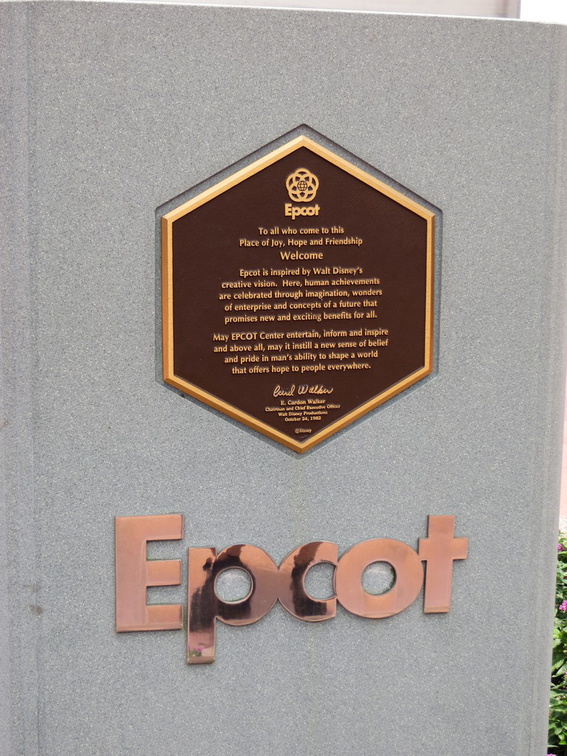 Epcot
To all who come to this
Place of Joy, Hope and Friendship
Welcome
Epcot is inspired by Walt Disney's
creative vision. Here, human achievements
are celebrated through imagination, wonders
of enterprise and concepts of a future that
promises new and exciting benefits for all.
May EPCOT Center entertain, inform and inspire
and above all, may it instill a new sense of belief
and pride in man's ability to shape a world
that offers hope to people everywhere.
Card Walker
E. Cardon Walker
Chairman and Chief Executive Officer
Walt Disney Productions
October 24, 1982
©Disney
Epcot